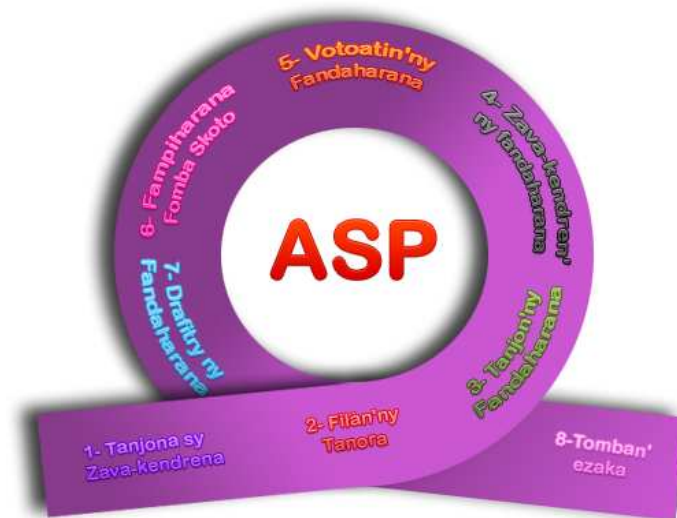 1- Tanjona sy
Zava-kendrena
2- Filàn'ny
Tanora
3- Tanjon'ny
Fandaharana
4- Zava-kendren'
ny fandaharana
5- Votoatin'ny
Fandaharana
6- Fampiharana
Fomba Skoto
7- Drafitry ny
Fandaharana
8-Tomban'
ezaka
ASP